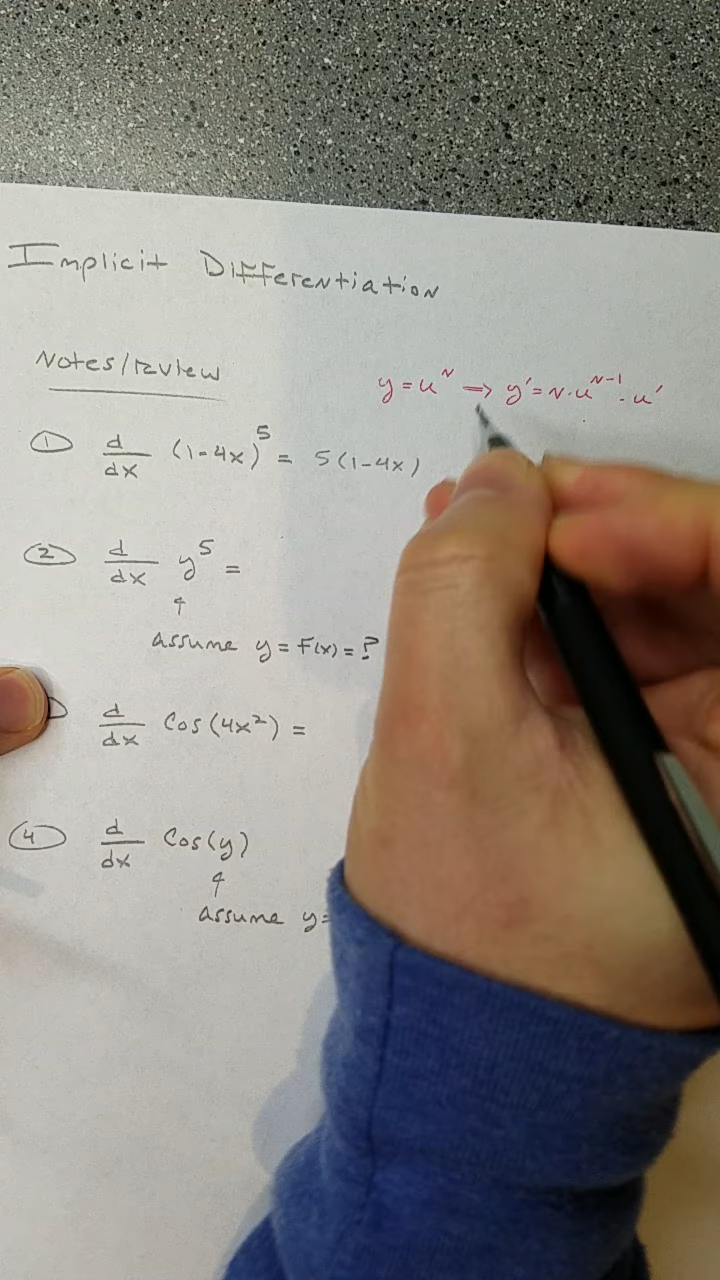 Implicit Differentiation
Notes/review
y = u^N => y' = N·u^(N-1) · u'
① d/dx (1-4x)^5 = 5(1-4x)
② d/dx y^5 =
assume y = F(x) = ?
d/dx Cos(4x²) =
④ d/dx Cos(y)
assume y=